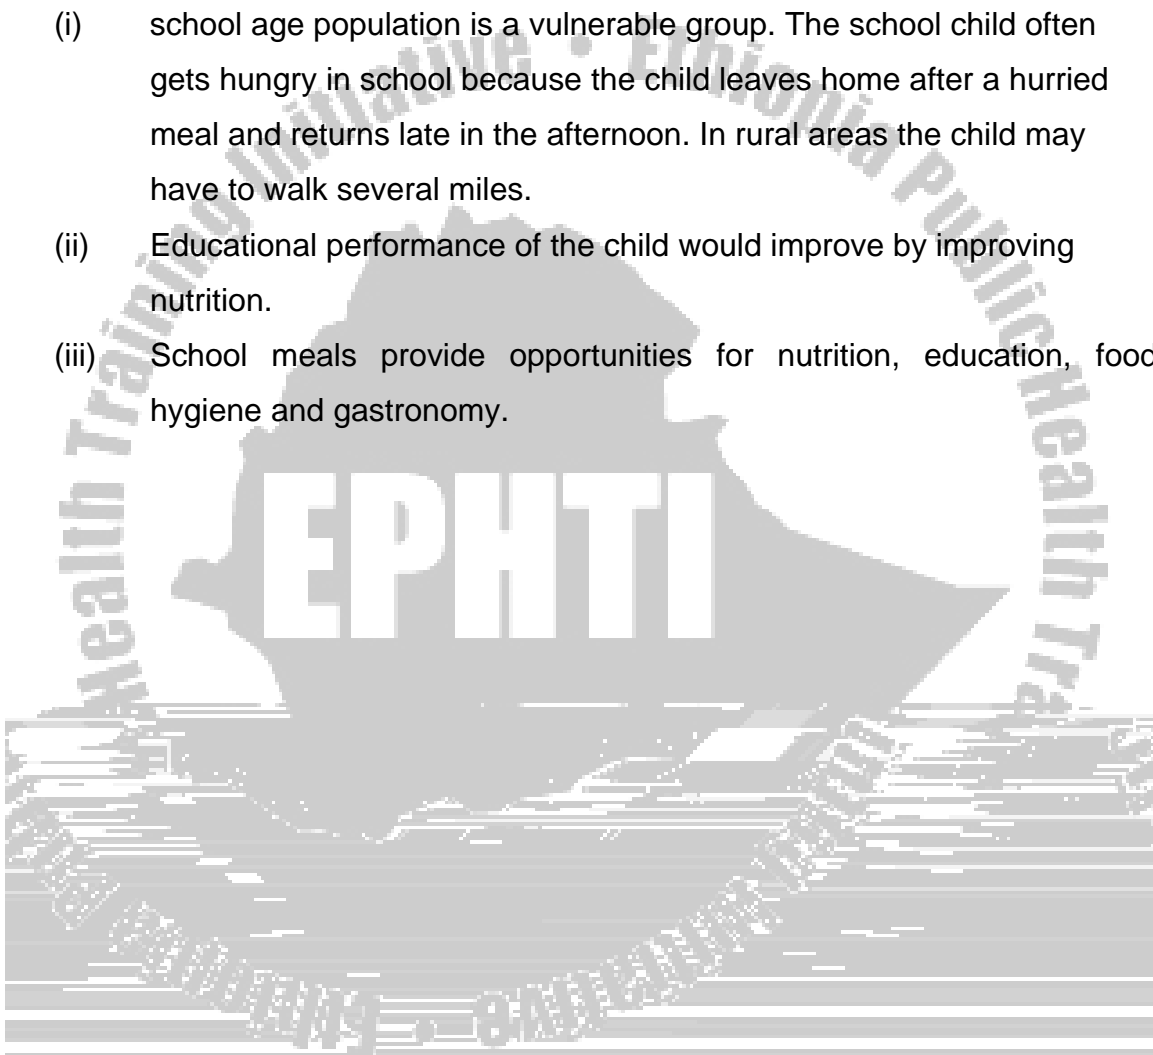 (i) school age population is a vulnerable group. The school child often
gets hungry in school because the child leaves home after a hurried
meal and returns late in the afternoon. In rural areas the child may
have to walk several miles.
(ii) Educational performance of the child would improve by improving
nutrition.
(iii) School meals provide opportunities for nutrition, education, food
hygiene and gastronomy.
EPHTI